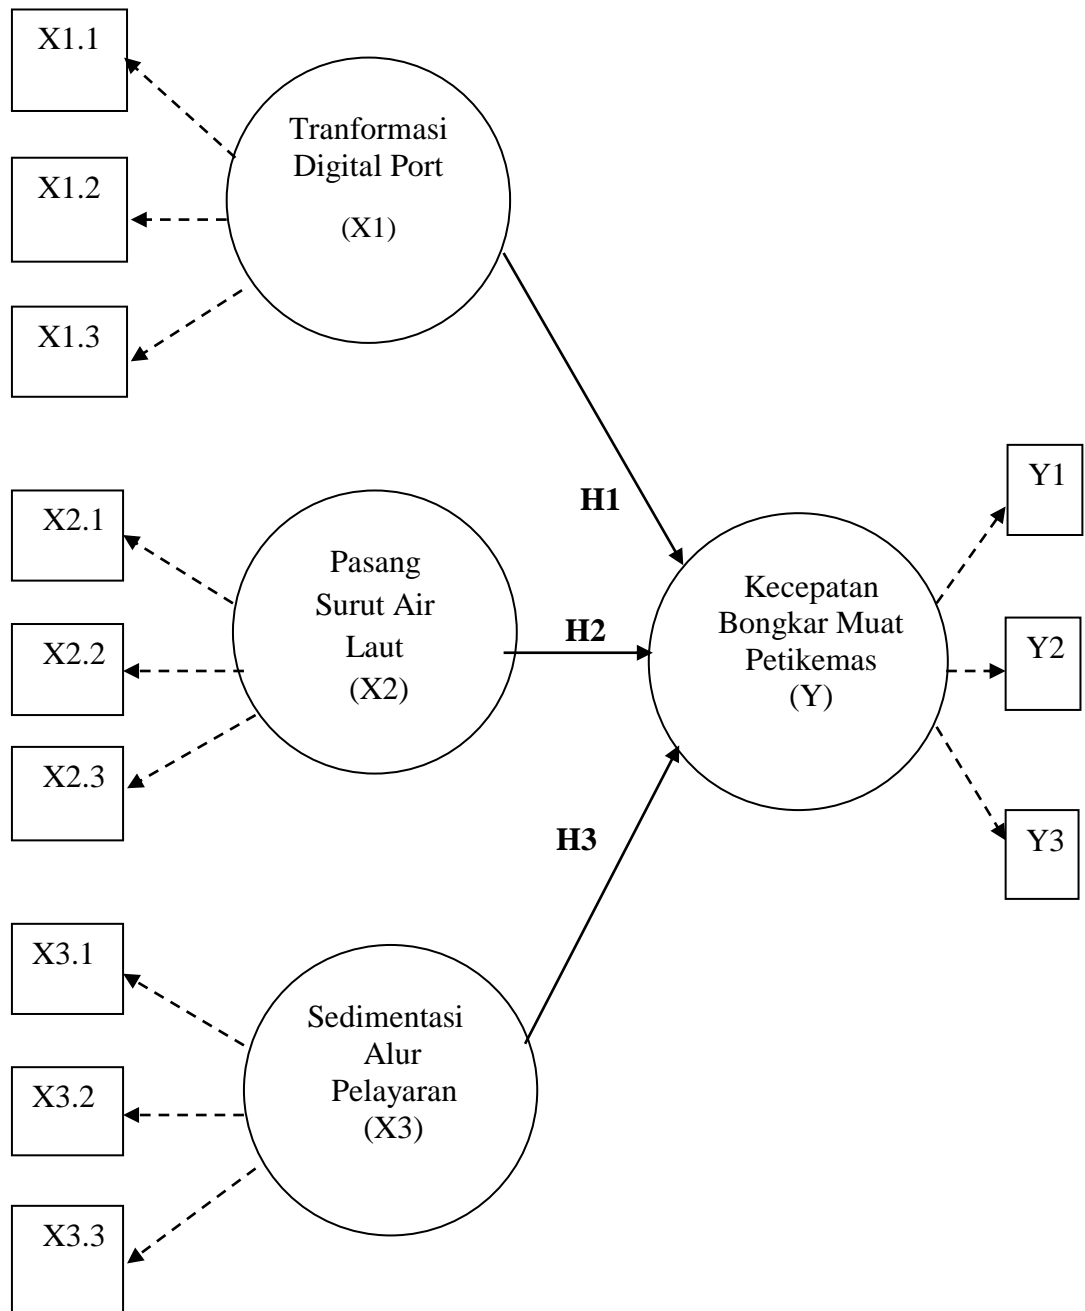 X1.1
X1.2
X1.3
Tranformasi
Digital Port
(X1)
H1
X2.1
X2.2
X2.3
Pasang
Surut Air
Laut
(X2)
H2
Kecepatan
Bongkar Muat
Petikemas
(Y)
Y1
Y2
Y3
H3
X3.1
X3.2
X3.3
Sedimentasi
Alur
Pelayaran
(X3)